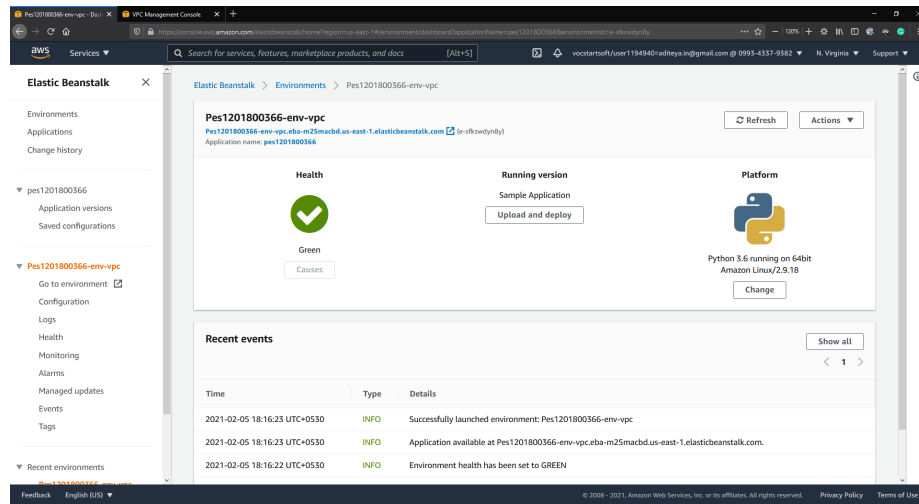 Pes1201800366-env-vpc - Dash
VPC Management Console
https://console.aws.amazon.com/elasticbeanstalk/home?region=us-east-1#/environment/dashboard?applicationName=pes1201800366&environmentId=e-sfkswdyn8y
120%
aws
Services
Search for services, features, marketplace products, and docs
[Alt+S]
vocstartsoft/user1194940=aditeya.in@gmail.com @ 0993-4337-9382
N. Virginia
Support
Elastic Beanstalk
Environments
Applications
Change history
pes1201800366
Application versions
Saved configurations
Pes1201800366-env-vpc
Go to environment
Configuration
Logs
Health
Monitoring
Alarms
Managed updates
Events
Tags
Recent environments
Pes1201800366-env-vpc
Elastic Beanstalk > Environments > Pes1201800366-env-vpc
Pes1201800366-env-vpc
Pes1201800366-env-vpc.eba-m25macbd.us-east-1.elasticbeanstalk.com (e-sfkswdyn8y)
Application name: pes1201800366
Refresh
Actions
Health
Green
Causes
Running version
Sample Application
Upload and deploy
Platform
Python 3.6 running on 64bit
Amazon Linux/2.9.18
Change
Recent events
Show all
< 1 >
Time Type Details
2021-02-05 18:16:23 UTC+0530 INFO Successfully launched environment: Pes1201800366-env-vpc
2021-02-05 18:16:23 UTC+0530 INFO Application available at Pes1201800366-env-vpc.eba-m25macbd.us-east-1.elasticbeanstalk.com.
2021-02-05 18:16:22 UTC+0530 INFO Environment health has been set to GREEN
Feedback
English (US)
© 2008 - 2021, Amazon Web Services, Inc. or its affiliates. All rights reserved.
Privacy Policy
Terms of Use